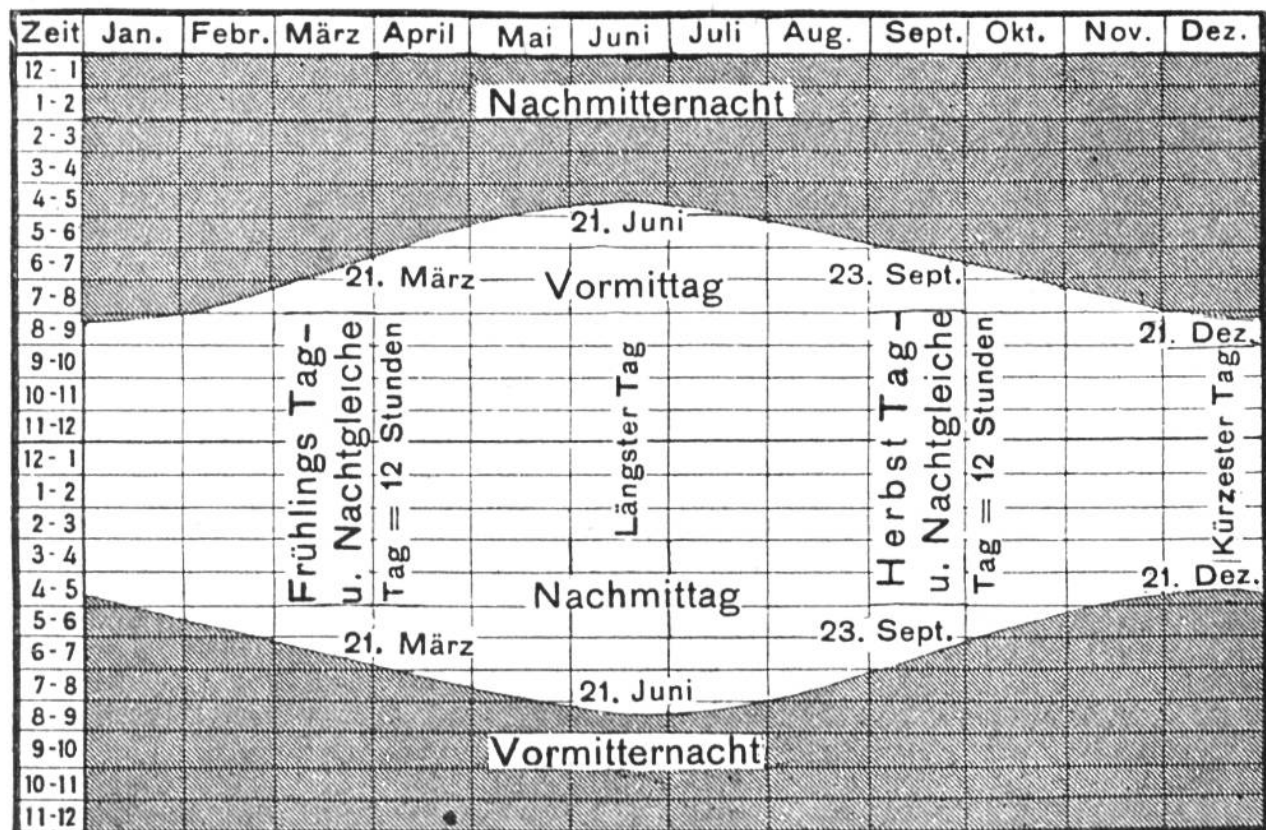 Zeit Jan. Febr. März April Mai Juni Juli Aug. Sept. Okt. Nov. Dez.
12 - 1
1 - 2
Nachmitternacht
2 - 3
3 - 4
4 - 5
5 - 6
21. Juni
6 - 7
21. März
Vormittag
23. Sept.
7 - 8
8 - 9
21. Dez.
9 - 10
10 - 11
11 - 12
12 - 1
1 - 2
2 - 3
3 - 4
4 - 5
Frühlings Tag-
u. Nachtgleiche
Tag = 12 Stunden
Längster Tag
Herbst Tag-
u. Nachtgleiche
Tag = 12 Stunden
Kürzester Tag
21. Dez.
Nachmittag
5 - 6
6 - 7
21. März
23. Sept.
7 - 8
21. Juni
8 - 9
9 - 10
Vormitternacht
10 - 11
11 - 12